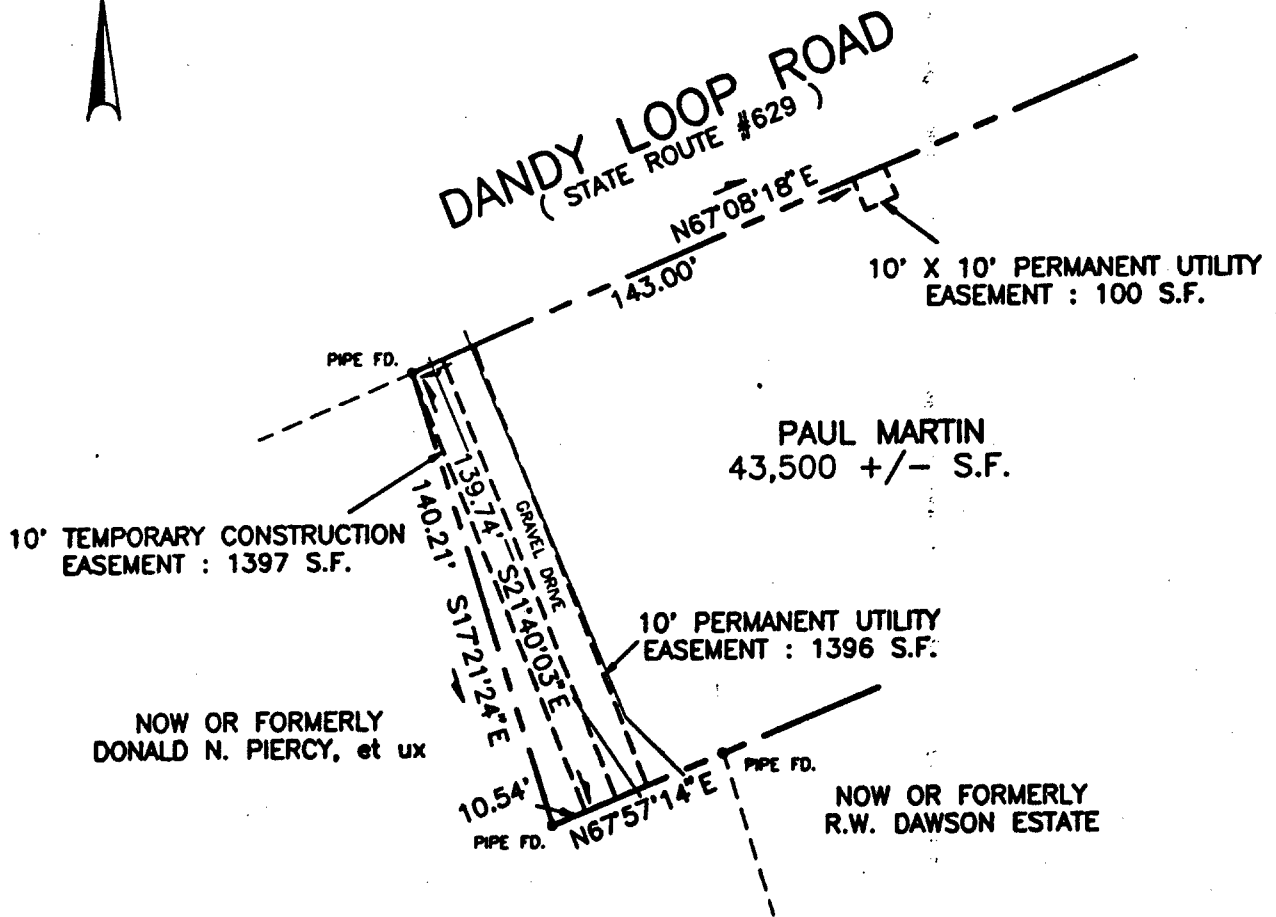 DANDY LOOP ROAD
( STATE ROUTE #629 )
N67°08'18"E
143.00'
10' X 10' PERMANENT UTILITY
EASEMENT : 100 S.F.
PIPE FD.
PAUL MARTIN
43,500 +/- S.F.
10' TEMPORARY CONSTRUCTION
EASEMENT : 1397 S.F.
140.21' S17°21'24"E
139.74' S21°40'03"E
GRAVEL DRIVE
10' PERMANENT UTILITY
EASEMENT : 1396 S.F.
NOW OR FORMERLY
DONALD N. PIERCY, et ux
10.54'
N67°57'14"E
PIPE FD.
PIPE FD.
NOW OR FORMERLY
R.W. DAWSON ESTATE